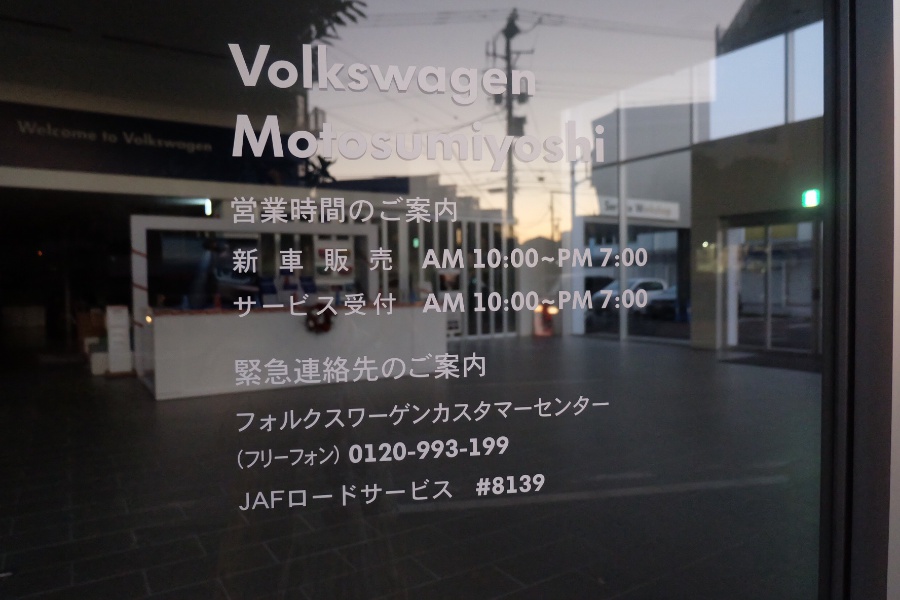 Volkswagen
Motosumiyoshi
Welcome to Volkswagen
営業時間のご案内
新車販売 AM 10:00~PM 7:00
サービス受付 AM 10:00~PM 7:00
緊急連絡先のご案内
フォルクスワーゲンカスタマーセンター
(フリーフォン) 0120-993-199
JAFロードサービス #8139